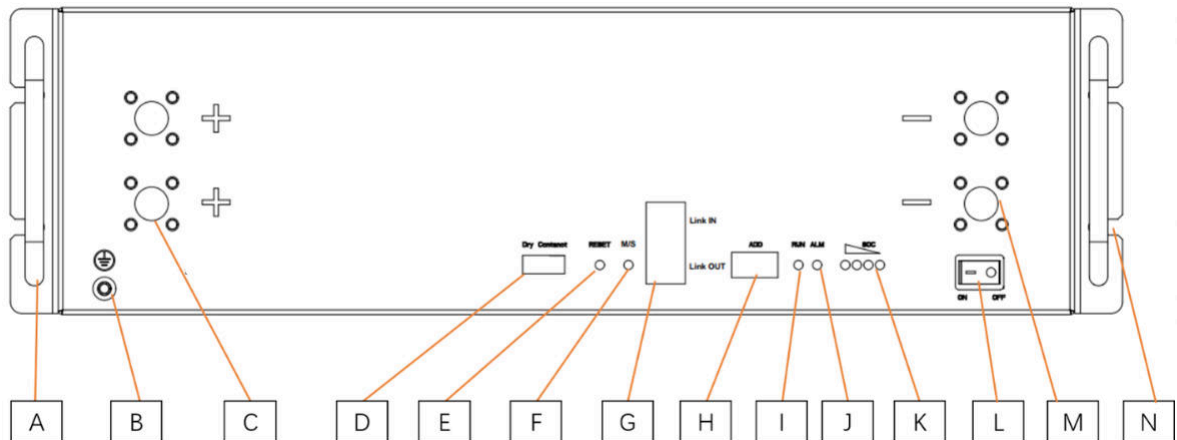 + −
+ −
Link IN
Dry Contanct RESET M/S Link OUT ADD RUN ALM SOC
ON OFF
A B C D E F G H I J K L M N